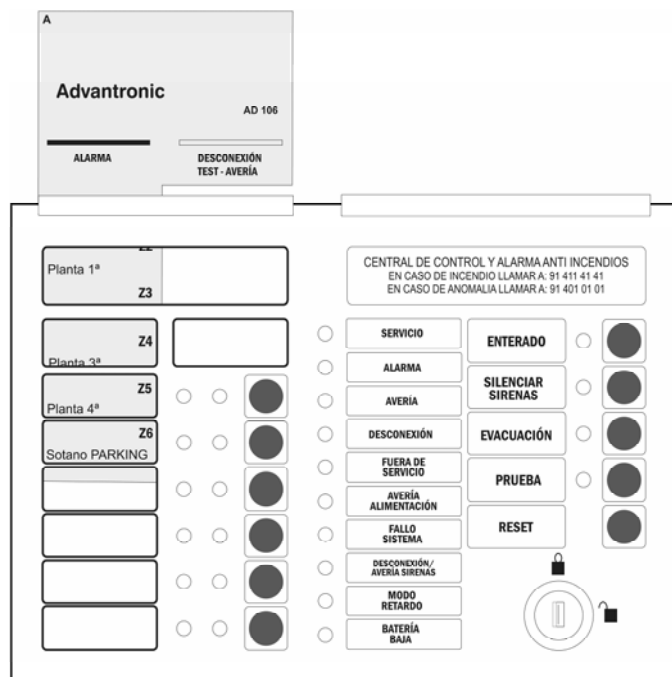 A
Advantronic
AD 106
ALARMA
DESCONEXIÓN
TEST - AVERÍA
Planta 1ª
Z3
Z4
Planta 3ª
Z5
Planta 4ª
Z6
Sotano PARKING
CENTRAL DE CONTROL Y ALARMA ANTI INCENDIOS
EN CASO DE INCENDIO LLAMAR A: 91 411 41 41
EN CASO DE ANOMALIA LLAMAR A: 91 401 01 01
SERVICIO
ALARMA
AVERÍA
DESCONEXIÓN
FUERA DE
SERVICIO
AVERÍA
ALIMENTACIÓN
FALLO
SISTEMA
DESCONEXIÓN/
AVERÍA SIRENAS
MODO
RETARDO
BATERÍA
BAJA
ENTERADO
SILENCIAR
SIRENAS
EVACUACIÓN
PRUEBA
RESET